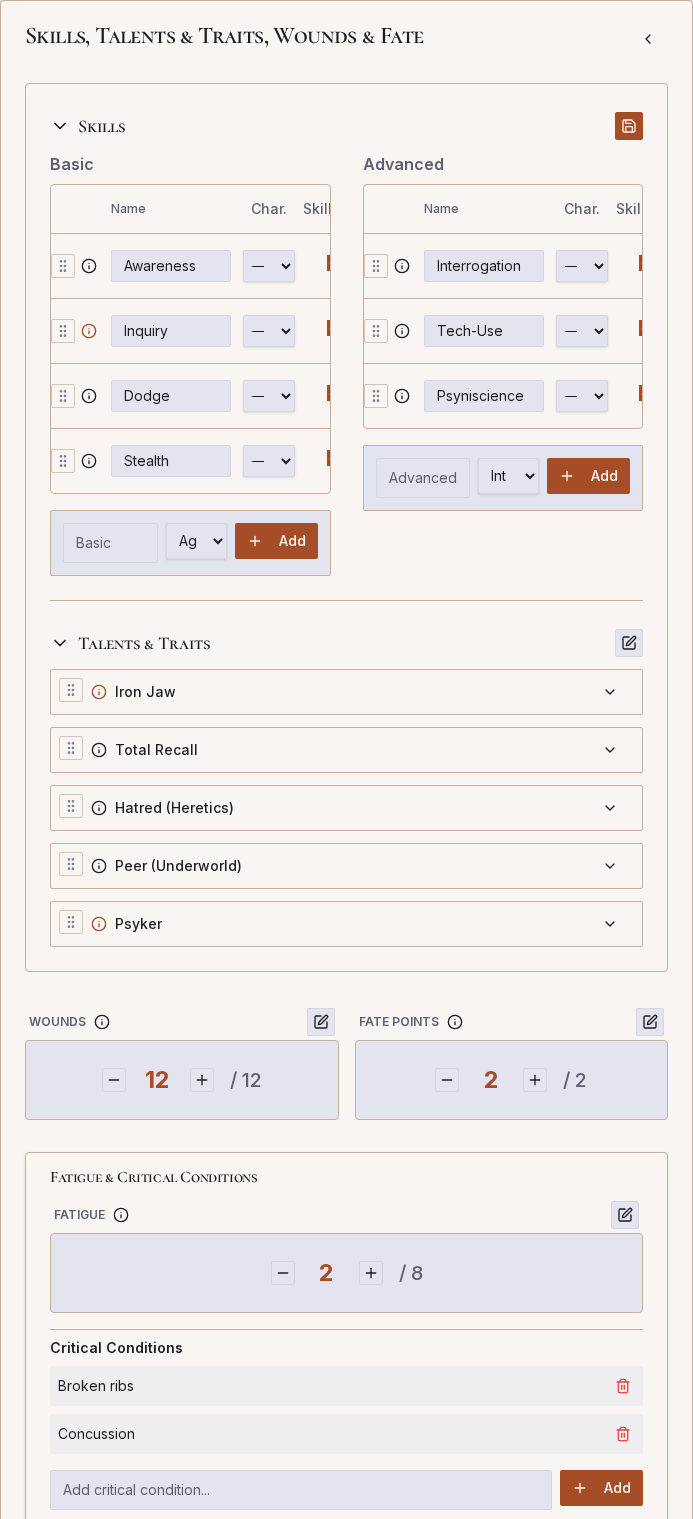 Skills, Talents & Traits, Wounds & Fate
Skills
Basic
Name Char. Skill
Awareness —
Inquiry —
Dodge —
Stealth —
Basic Ag Add
Advanced
Name Char. Skil
Interrogation —
Tech-Use —
Psyniscience —
Advanced Int Add
Talents & Traits
Iron Jaw
Total Recall
Hatred (Heretics)
Peer (Underworld)
Psyker
WOUNDS
12 / 12
FATE POINTS
2 / 2
Fatigue & Critical Conditions
FATIGUE
2 / 8
Critical Conditions
Broken ribs
Concussion
Add critical condition... Add